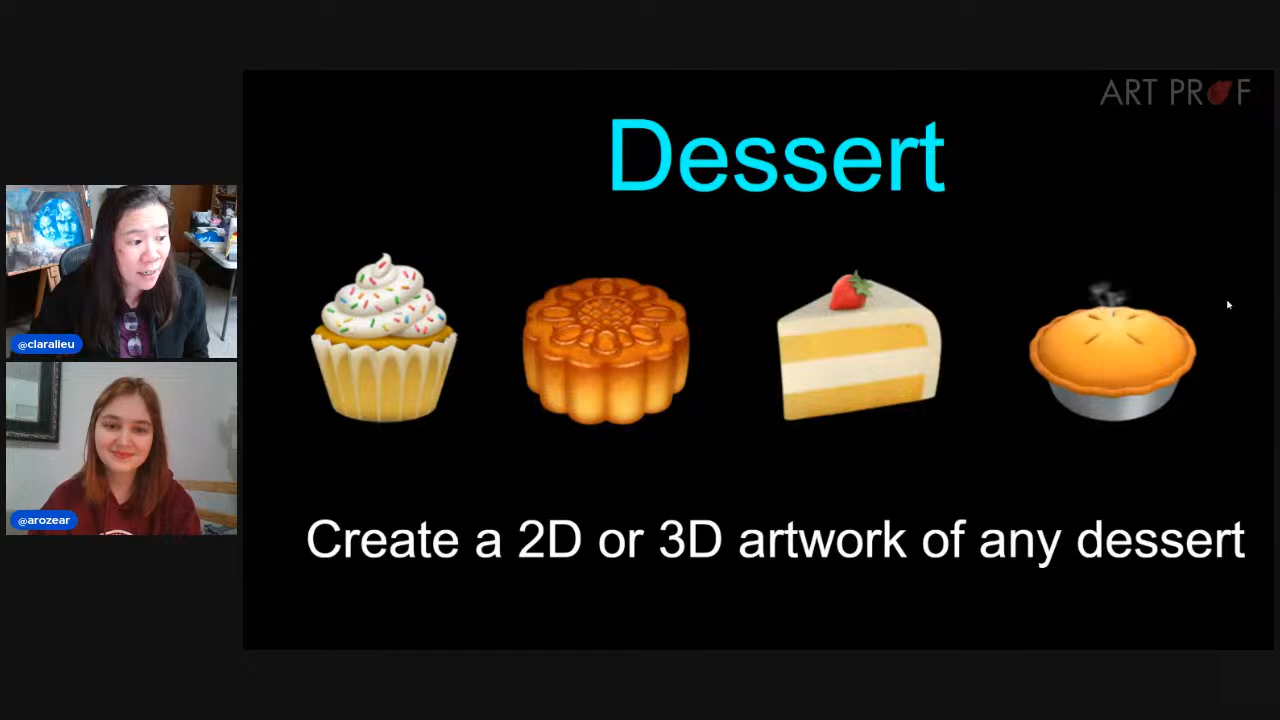 ART PROF
Dessert
@claralieu
@arozear
Create a 2D or 3D artwork of any dessert